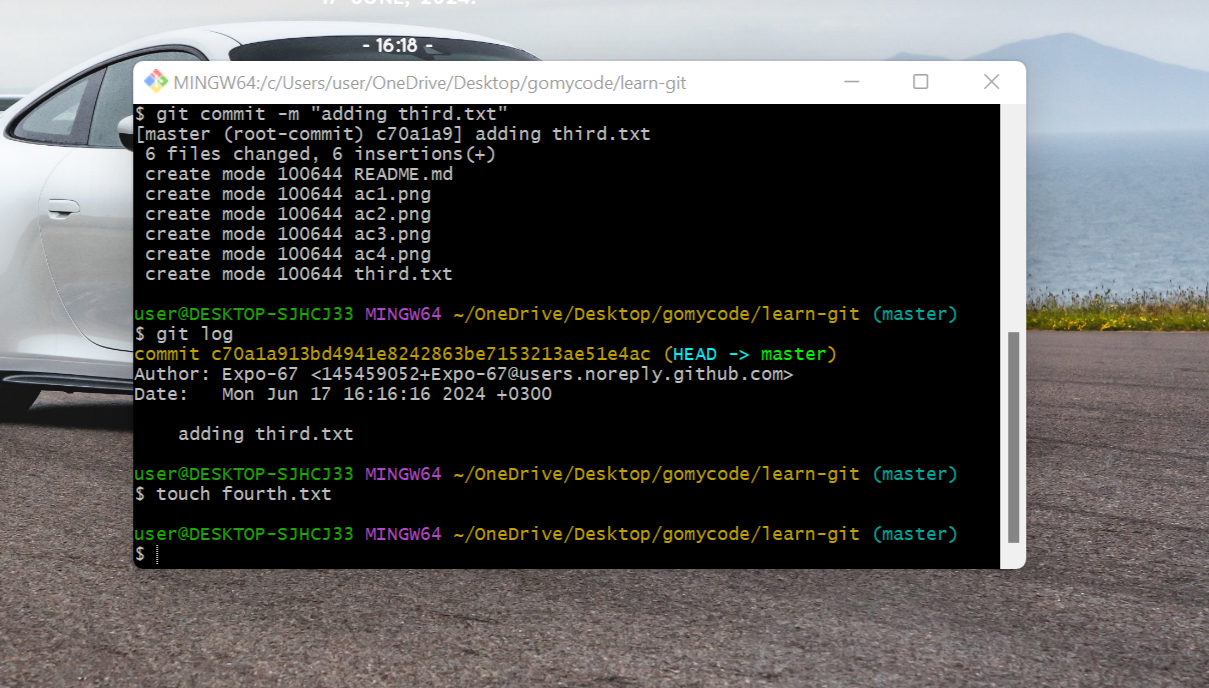 17 JUNE, 2024.
- 16:18 -
MINGW64:/c/Users/user/OneDrive/Desktop/gomycode/learn-git
$ git commit -m "adding third.txt"
[master (root-commit) c70a1a9] adding third.txt
 6 files changed, 6 insertions(+)
 create mode 100644 README.md
 create mode 100644 ac1.png
 create mode 100644 ac2.png
 create mode 100644 ac3.png
 create mode 100644 ac4.png
 create mode 100644 third.txt
user@DESKTOP-SJHCJ33 MINGW64 ~/OneDrive/Desktop/gomycode/learn-git (master)
$ git log
commit c70a1a913bd4941e8242863be7153213ae51e4ac (HEAD -> master)
Author: Expo-67 <145459052+Expo-67@users.noreply.github.com>
Date:   Mon Jun 17 16:16:16 2024 +0300
    adding third.txt
user@DESKTOP-SJHCJ33 MINGW64 ~/OneDrive/Desktop/gomycode/learn-git (master)
$ touch fourth.txt
user@DESKTOP-SJHCJ33 MINGW64 ~/OneDrive/Desktop/gomycode/learn-git (master)
$